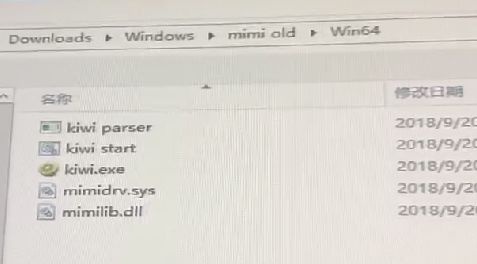 Downloads ▸ Windows ▸ mimi old ▸ Win64
名称 修改日期
kiwi parser 2018/9/20
kiwi start 2018/9/20
kiwi.exe 2018/9/20
mimidrv.sys 2018/9/20
mimilib.dll 2018/9/20